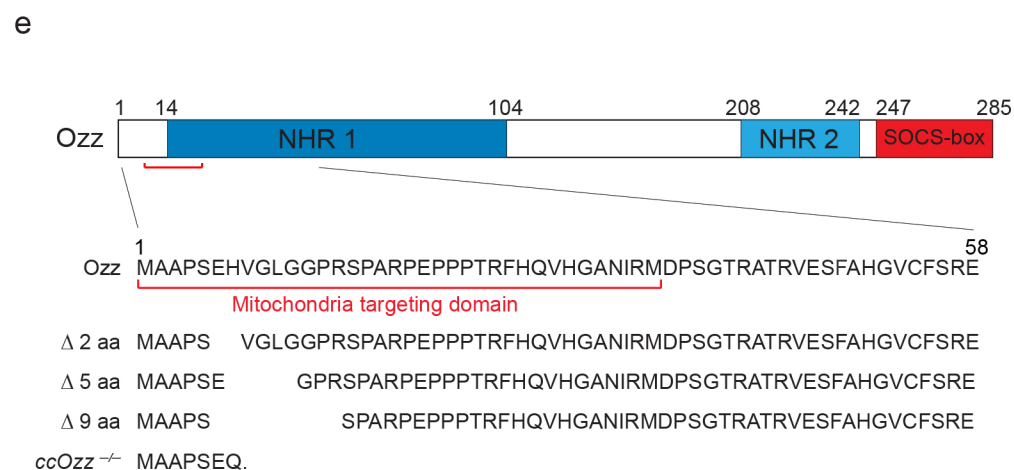 e
1 14 104 208 242 247 285
Ozz NHR 1 NHR 2 SOCS-box
1 58
Ozz MAAPSEHVGLGGPRSPARPEPPPTRFHQVHGANIRMDPSGTRATRVESFAHGVCFSRE
Mitochondria targeting domain
Δ 2 aa MAAPS VGLGGPRSPARPEPPPTRFHQVHGANIRMDPSGTRATRVESFAHGVCFSRE
Δ 5 aa MAAPSE GPRSPARPEPPPTRFHQVHGANIRMDPSGTRATRVESFAHGVCFSRE
Δ 9 aa MAAPS SPARPEPPPTRFHQVHGANIRMDPSGTRATRVESFAHGVCFSRE
ccOzz –/– MAAPSEQ.